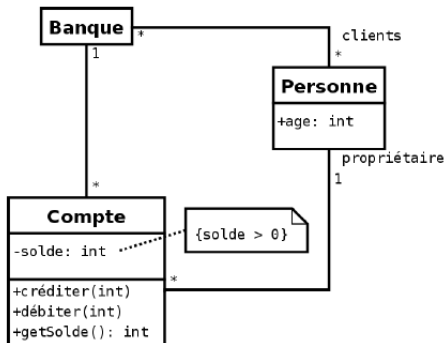 Banque
*
clients
1
*
Personne
+age: int
propriétaire
1
*
Compte
-solde: int
{solde > 0}
*
+créditer(int)
+débiter(int)
+getSolde(): int